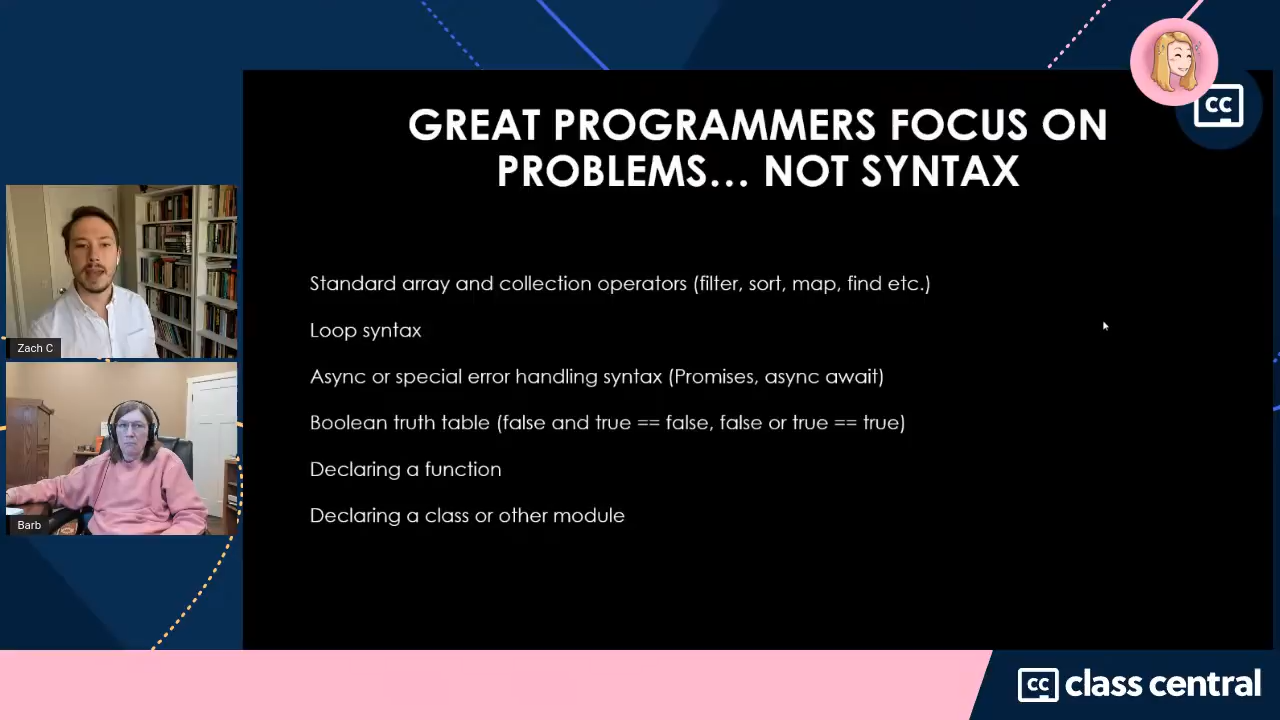 GREAT PROGRAMMERS FOCUS ON
PROBLEMS... NOT SYNTAX
cc
Standard array and collection operators (filter, sort, map, find etc.)
Loop syntax
Async or special error handling syntax (Promises, async await)
Boolean truth table (false and true == false, false or true == true)
Declaring a function
Declaring a class or other module
Zach C
Barb
cc class central